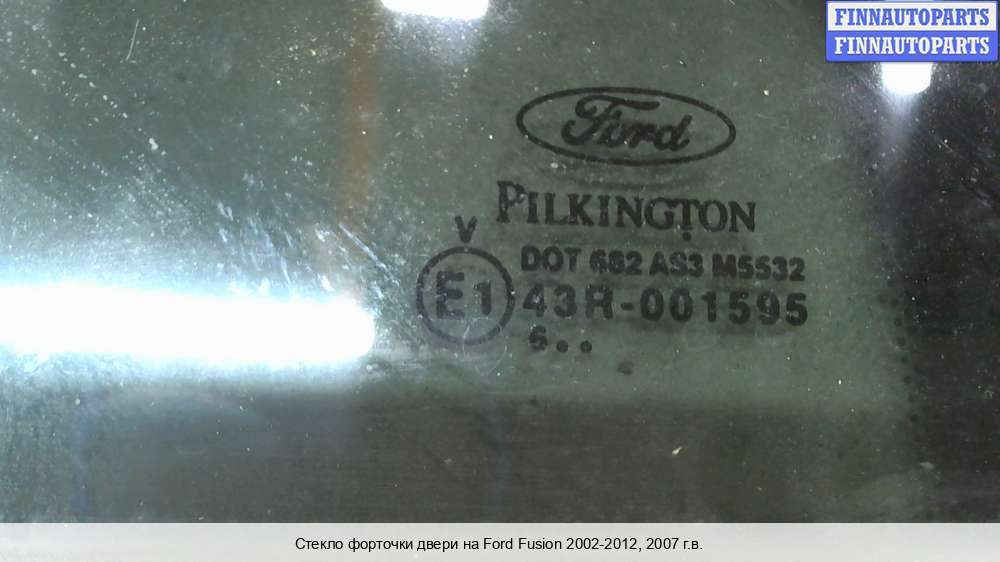 FINNAUTOPARTS
FINNAUTOPARTS
Ford
PILKINGTON
V
DOT 682 AS3 M5532
E1 43R-001595
6..
Стекло форточки двери на Ford Fusion 2002-2012, 2007 г.в.